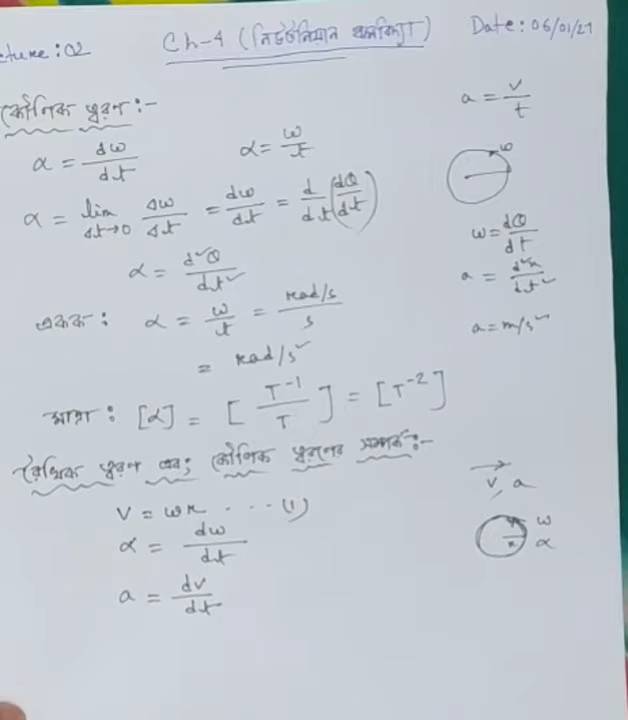 Lecture: 02
Ch-4 (নিউটনিয়ান বলবিদ্যা)
Date: 06/01/21
কৌণিক ত্বরণ :-
a = v/t
α = dω/dt
α = ω/t
ω
α = lim Δt→0 Δω/Δt = dω/dt = d/dt (dθ/dt)
ω = dθ/dt
α = d²θ/dt²
a = d²x/dt²
একক : α = ω/t = rad/s / s
a = m/s²
= rad/s²
মাত্রা : [α] = [T⁻¹/T] = [T⁻²]
রৈখিক ত্বরণ এবং কৌণিক ত্বরণের সম্পর্ক :-
v, a
v = ωr . . . (1)
ω
α = dω/dt
r α
a = dv/dt